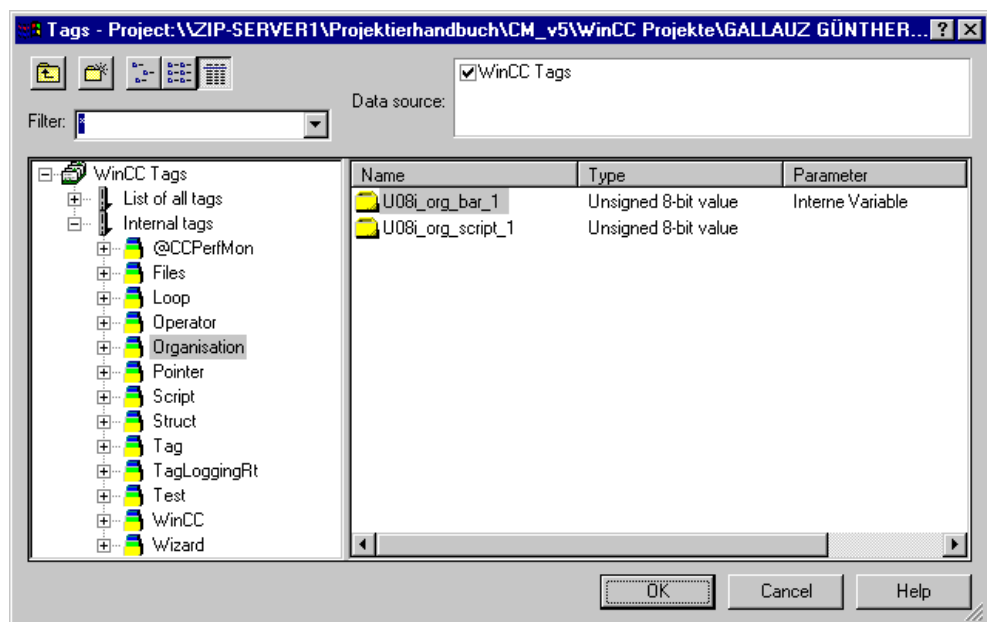 Tags - Project:\\ZIP-SERVER1\Projektierhandbuch\CM_v5\WinCC Projekte\GALLAUZ GÜNTHER...
Filter: *
Data source:
WinCC Tags
WinCC Tags
List of all tags
Internal tags
@CCPerfMon
Files
Loop
Operator
Organisation
Pointer
Script
Struct
Tag
TagLoggingRt
Test
WinCC
Wizard
Name Type Parameter
U08i_org_bar_1 Unsigned 8-bit value Interne Variable
U08i_org_script_1 Unsigned 8-bit value
OK Cancel Help